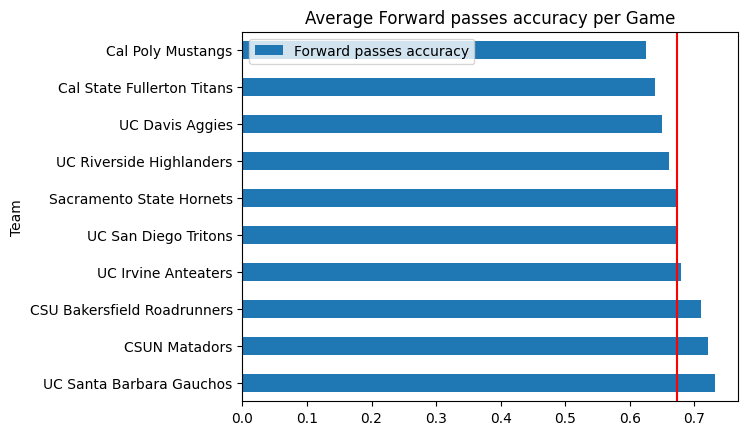 Average Forward passes accuracy per Game
Forward passes accuracy
Team
Cal Poly Mustangs
Cal State Fullerton Titans
UC Davis Aggies
UC Riverside Highlanders
Sacramento State Hornets
UC San Diego Tritons
UC Irvine Anteaters
CSU Bakersfield Roadrunners
CSUN Matadors
UC Santa Barbara Gauchos
0.0 0.1 0.2 0.3 0.4 0.5 0.6 0.7